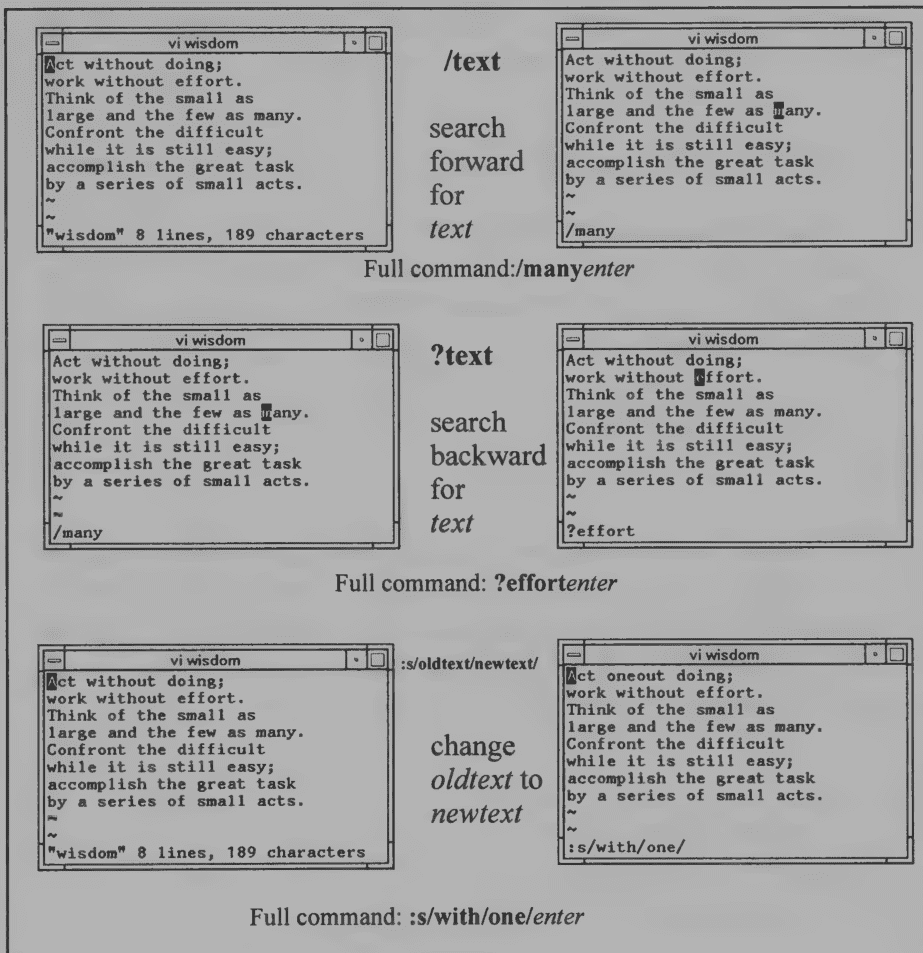 vi wisdom
Act without doing;
work without effort.
Think of the small as
large and the few as many.
Confront the difficult
while it is still easy;
accomplish the great task
by a series of small acts.
~
~
"wisdom" 8 lines, 189 characters
/text
search
forward
for
text
vi wisdom
Act without doing;
work without effort.
Think of the small as
large and the few as many.
Confront the difficult
while it is still easy;
accomplish the great task
by a series of small acts.
~
~
/many
Full command:/manyenter
vi wisdom
Act without doing;
work without effort.
Think of the small as
large and the few as many.
Confront the difficult
while it is still easy;
accomplish the great task
by a series of small acts.
~
~
/many
?text
search
backward
for
text
vi wisdom
Act without doing;
work without effort.
Think of the small as
large and the few as many.
Confront the difficult
while it is still easy;
accomplish the great task
by a series of small acts.
~
~
?effort
Full command: ?effortenter
vi wisdom
Act without doing;
work without effort.
Think of the small as
large and the few as many.
Confront the difficult
while it is still easy;
accomplish the great task
by a series of small acts.
~
~
"wisdom" 8 lines, 189 characters
:s/oldtext/newtext/
change
oldtext to
newtext
vi wisdom
Act oneout doing;
work without effort.
Think of the small as
large and the few as many.
Confront the difficult
while it is still easy;
accomplish the great task
by a series of small acts.
~
~
:s/with/one/
Full command: :s/with/one/enter